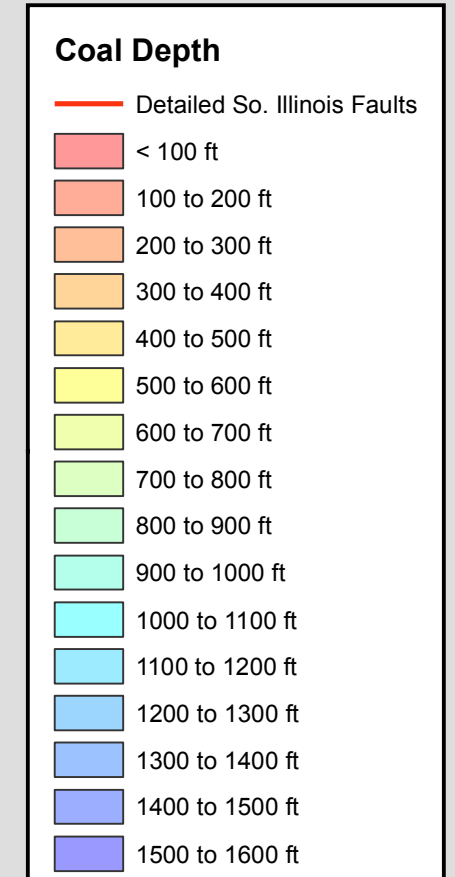 Coal Depth
Detailed So. Illinois Faults
< 100 ft
100 to 200 ft
200 to 300 ft
300 to 400 ft
400 to 500 ft
500 to 600 ft
600 to 700 ft
700 to 800 ft
800 to 900 ft
900 to 1000 ft
1000 to 1100 ft
1100 to 1200 ft
1200 to 1300 ft
1300 to 1400 ft
1400 to 1500 ft
1500 to 1600 ft